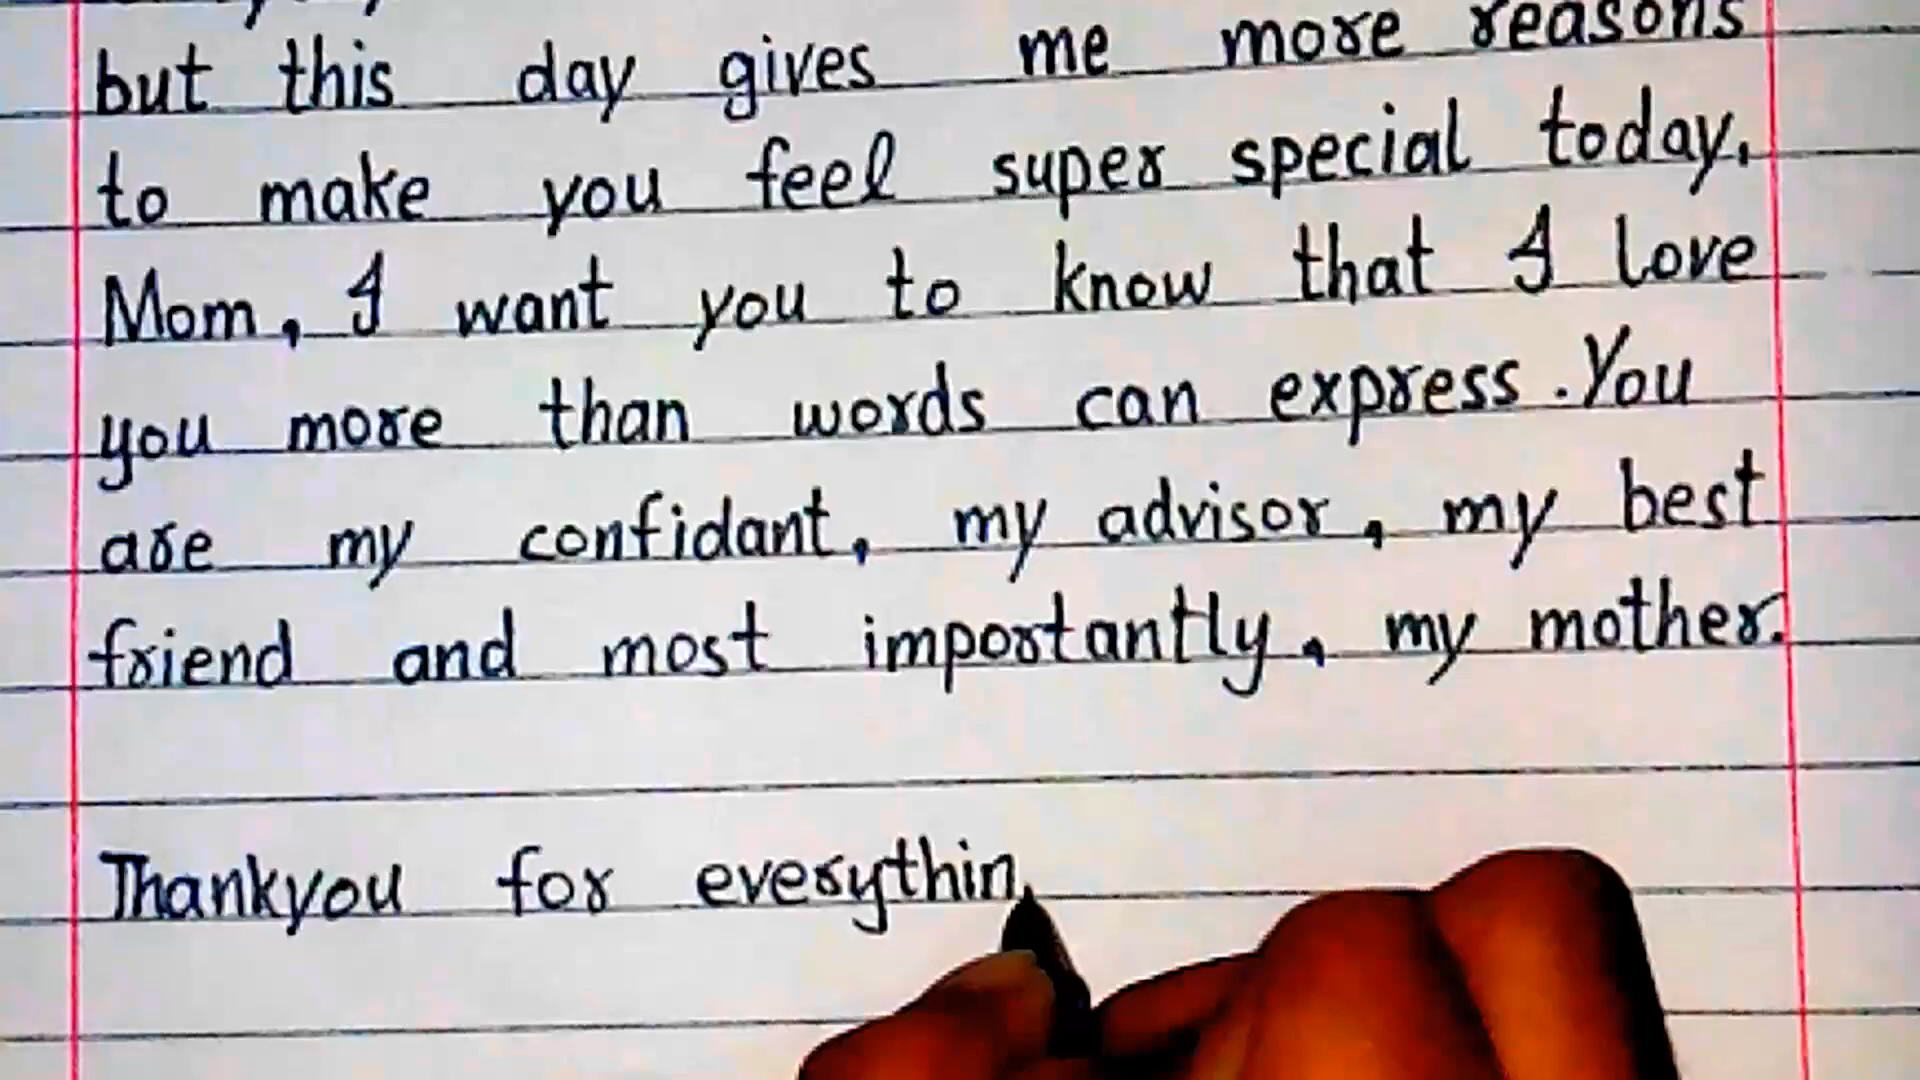 but this day gives me more reasons
to make you feel super special today.
Mom, I want you to know that I love
you more than words can express. You
are my confidant, my advisor, my best
friend and most importantly, my mother.
Thankyou for everythin